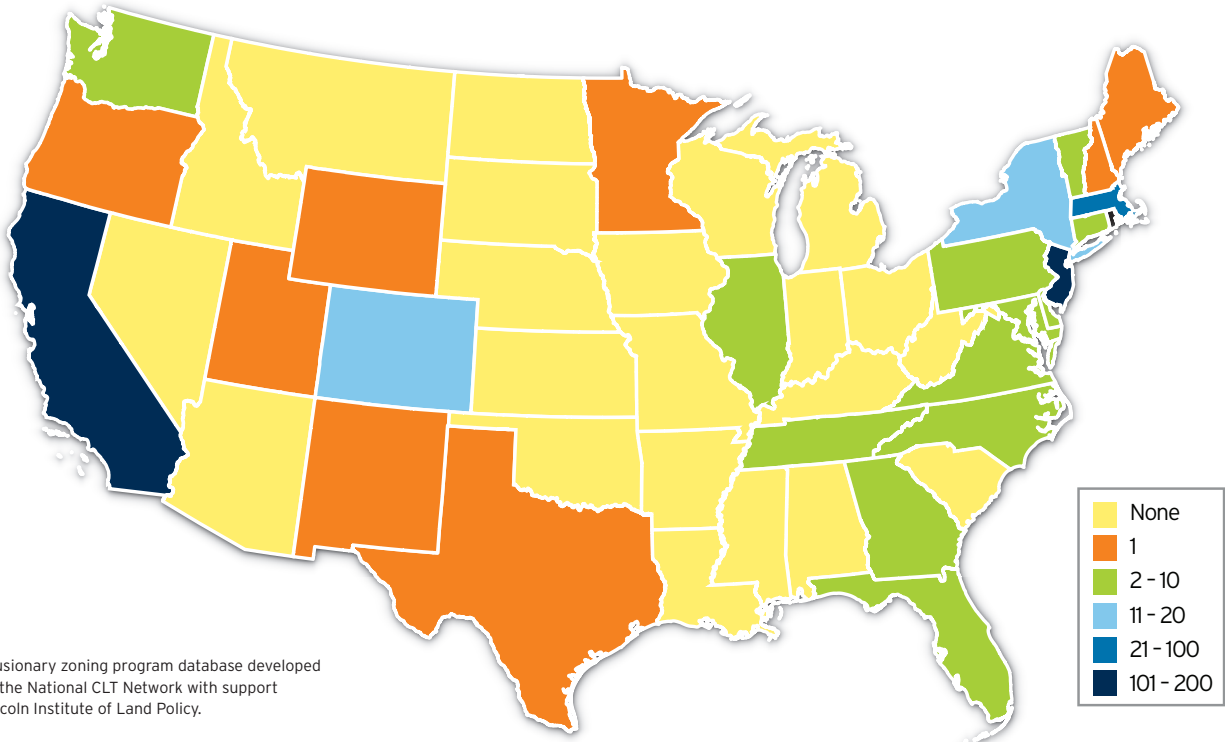 None
1
2 - 10
11 - 20
21 - 100
101 - 200
usionary zoning program database developed
the National CLT Network with support
coln Institute of Land Policy.